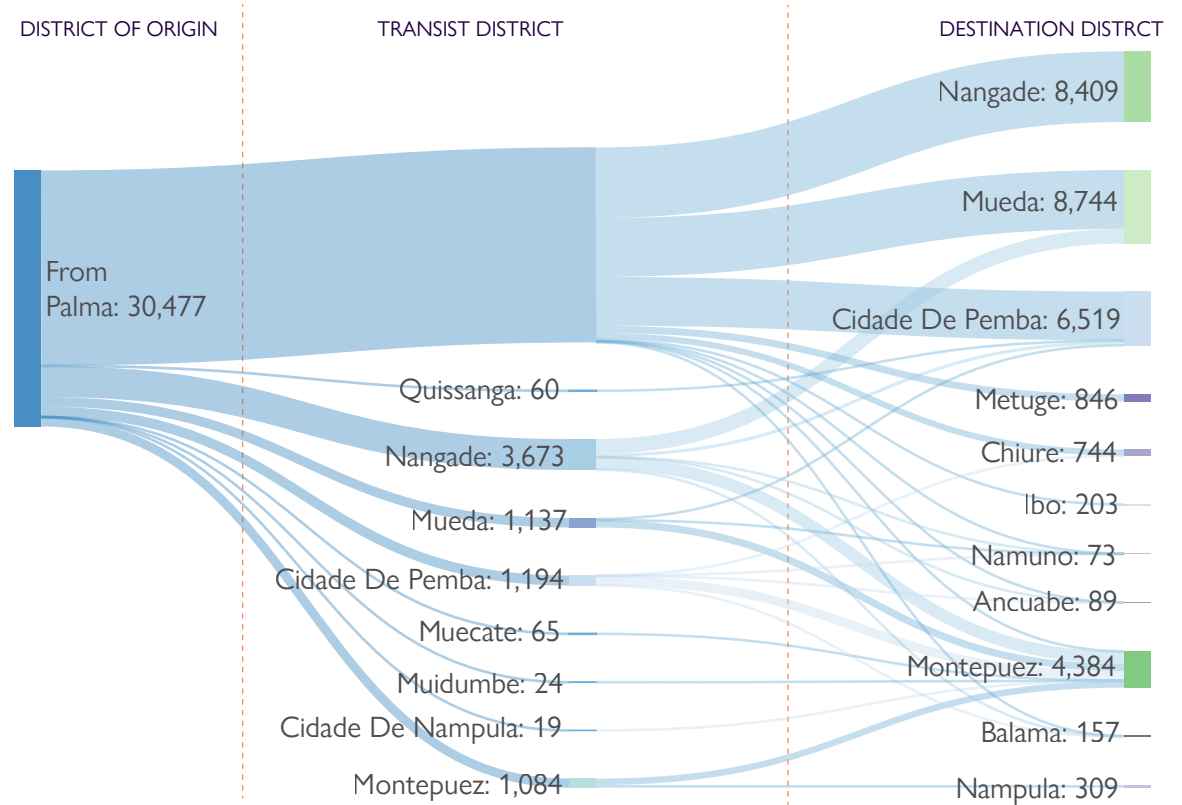 DISTRICT OF ORIGIN
TRANSIST DISTRICT
DESTINATION DISTRCT
From
Palma: 30,477
Quissanga: 60
Nangade: 3,673
Mueda: 1,137
Cidade De Pemba: 1,194
Muecate: 65
Muidumbe: 24
Cidade De Nampula: 19
Montepuez: 1,084
Nangade: 8,409
Mueda: 8,744
Cidade De Pemba: 6,519
Metuge: 846
Chiure: 744
Ibo: 203
Namuno: 73
Ancuabe: 89
Montepuez: 4,384
Balama: 157
Nampula: 309